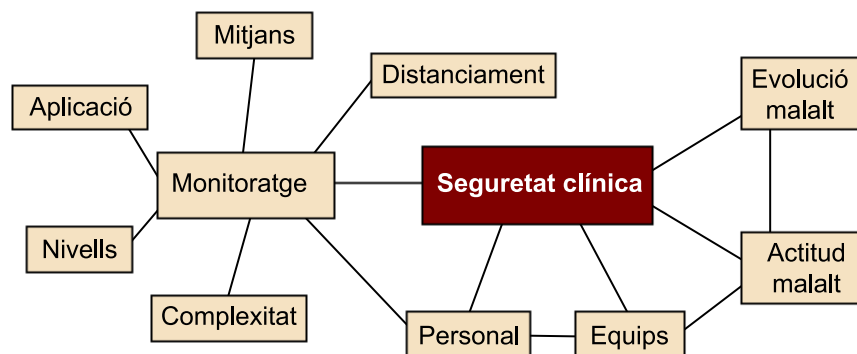 Mitjans
Distanciament
Evolució
malalt
Aplicació
Monitoratge
Seguretat clínica
Nivells
Actitud
malalt
Complexitat
Personal
Equips